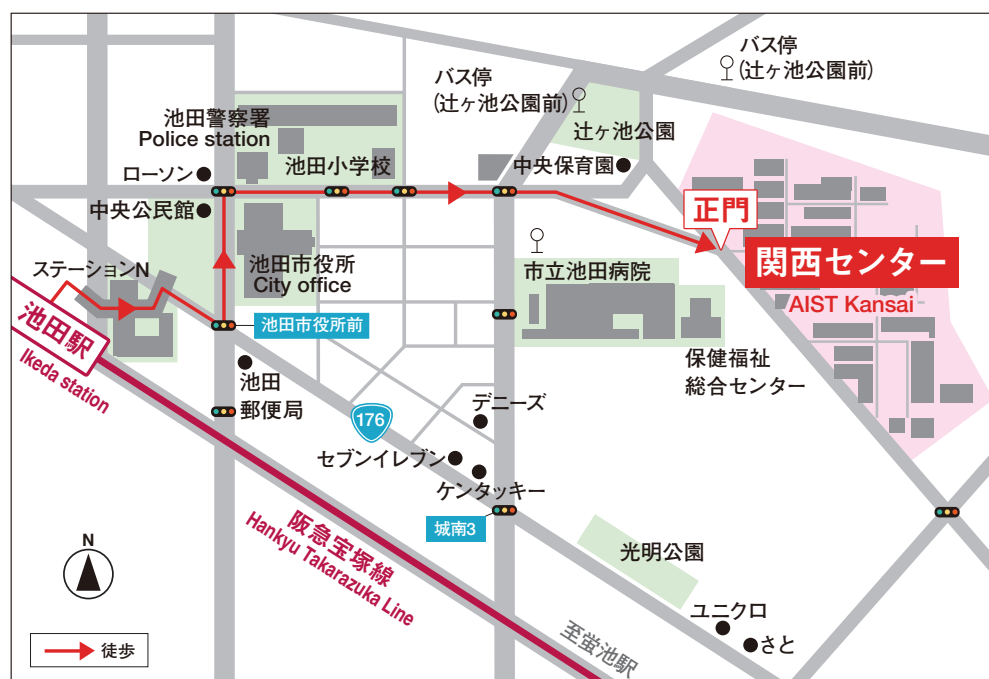 バス停
(辻ヶ池公園前)
バス停
(辻ヶ池公園前)
池田警察署
Police station
辻ヶ池公園
ローソン
池田小学校
中央保育園
中央公民館
正門
ステーションN
池田市役所
City office
市立池田病院
関西センター
AIST Kansai
池田駅
Ikeda station
池田市役所前
保健福祉
総合センター
池田
郵便局
デニーズ
176
セブンイレブン
ケンタッキー
城南3
阪急宝塚線
Hankyu Takarazuka Line
光明公園
N
ユニクロ
さと
至蛍池駅
徒歩